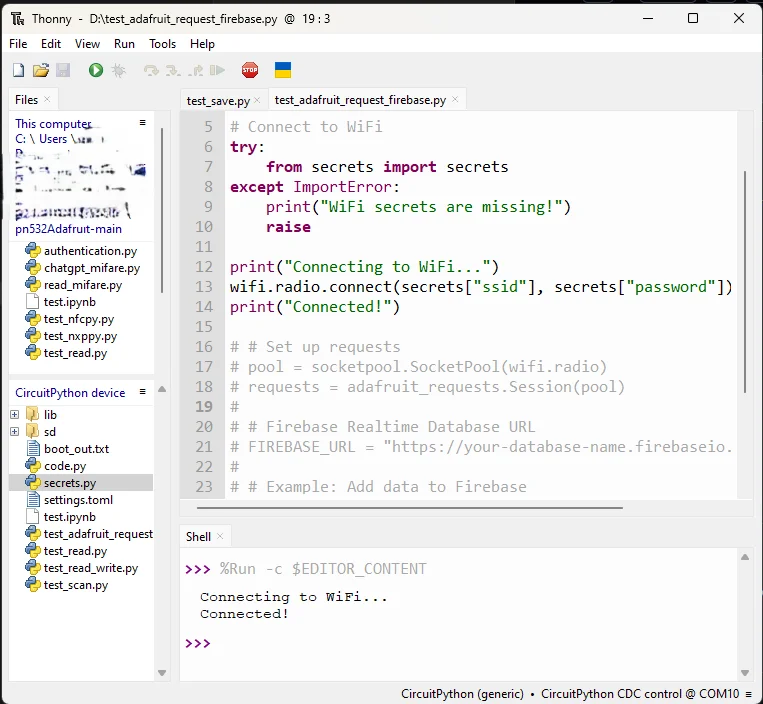 Thonny - D:\test_adafruit_request_firebase.py @ 19 : 3
File Edit View Run Tools Help
STOP
Files
This computer
C: \ Users \
pn532Adafruit-main
authentication.py
chatgpt_mifare.py
read_mifare.py
test.ipynb
test_nfcpy.py
test_nxppy.py
test_read.py
CircuitPython device
lib
sd
boot_out.txt
code.py
secrets.py
settings.toml
test.ipynb
test_adafruit_request
test_read.py
test_read_write.py
test_scan.py
test_save.py test_adafruit_request_firebase.py
5 # Connect to WiFi
6 try:
7     from secrets import secrets
8 except ImportError:
9     print("WiFi secrets are missing!")
10     raise
11
12 print("Connecting to WiFi...")
13 wifi.radio.connect(secrets["ssid"], secrets["password"])
14 print("Connected!")
15
16 # # Set up requests
17 # pool = socketpool.SocketPool(wifi.radio)
18 # requests = adafruit_requests.Session(pool)
19 #
20 # # Firebase Realtime Database URL
21 # FIREBASE_URL = "https://your-database-name.firebaseio.
22 #
23 # # Example: Add data to Firebase
Shell
>>> %Run -c $EDITOR_CONTENT
Connecting to WiFi...
Connected!
>>>
CircuitPython (generic) • CircuitPython CDC control @ COM10 ≡